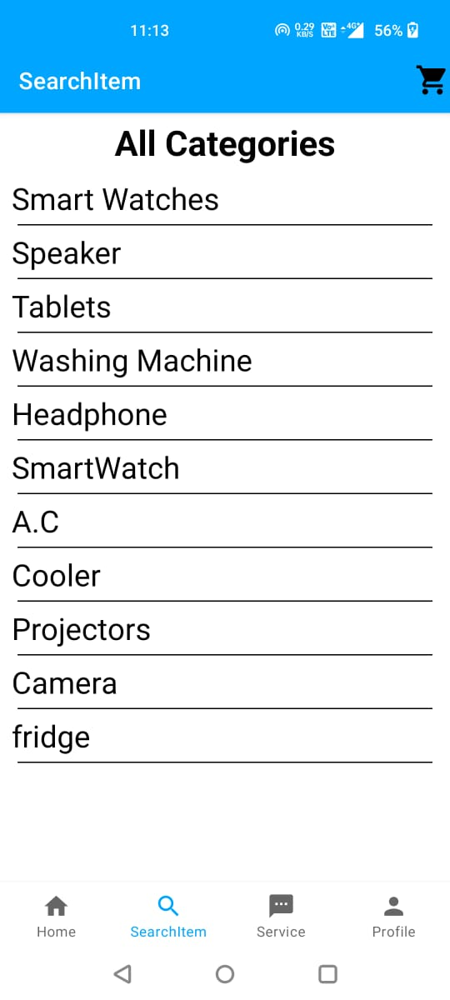 11:13
0.29 KB/S
Vo) LTE
4G+
56%
SearchItem
All Categories
Smart Watches
Speaker
Tablets
Washing Machine
Headphone
SmartWatch
A.C
Cooler
Projectors
Camera
fridge
Home
SearchItem
Service
Profile